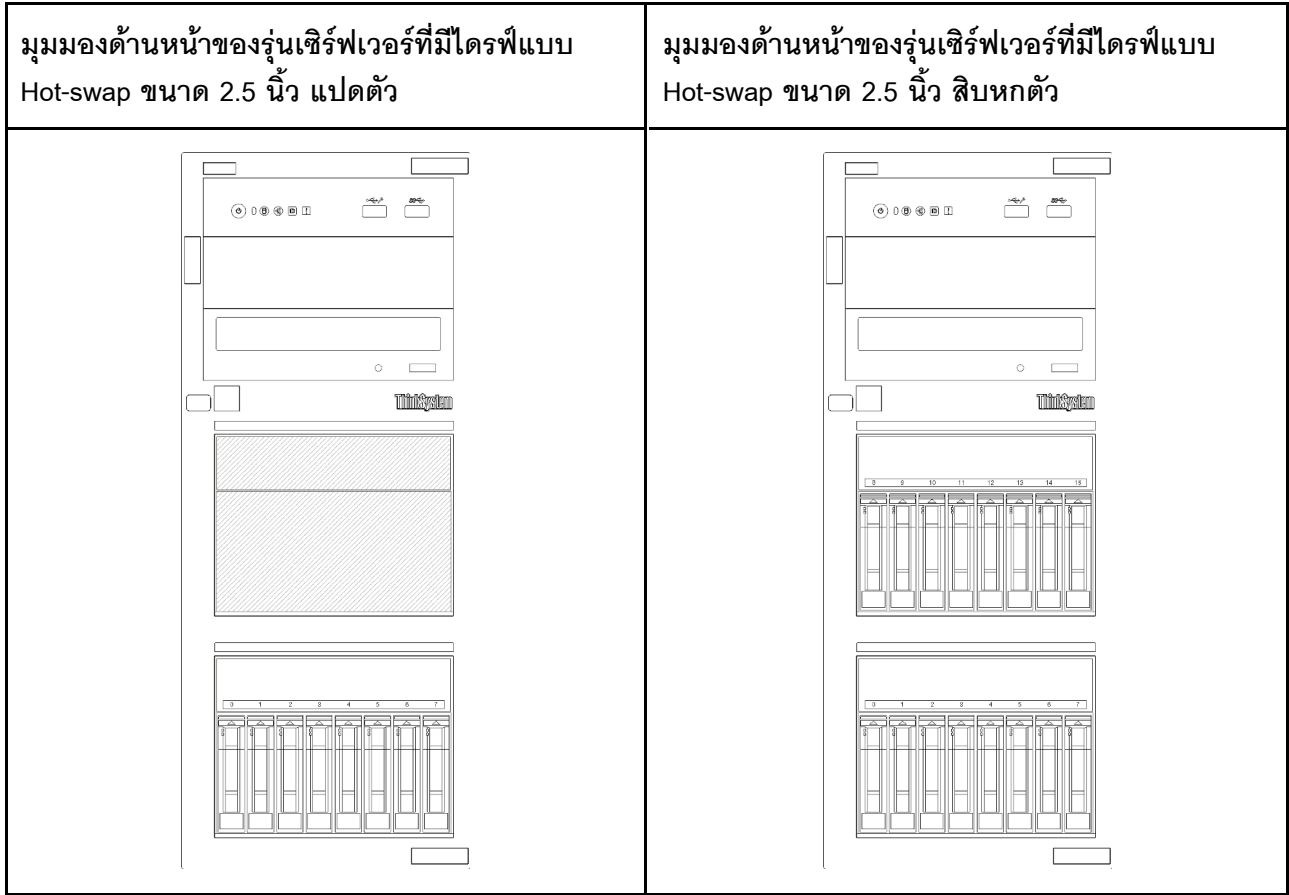 มุมมองด้านหน้าของรุ่นเซิร์ฟเวอร์ที่มีไดรฟ์แบบ
Hot-swap ขนาด 2.5 นิ้ว แปดตัว
มุมมองด้านหน้าของรุ่นเซิร์ฟเวอร์ที่มีไดรฟ์แบบ
Hot-swap ขนาด 2.5 นิ้ว สิบหกตัว
ThinkSystem
0 1 2 3 4 5 6 7
ThinkSystem
8 9 10 11 12 13 14 15
0 1 2 3 4 5 6 7